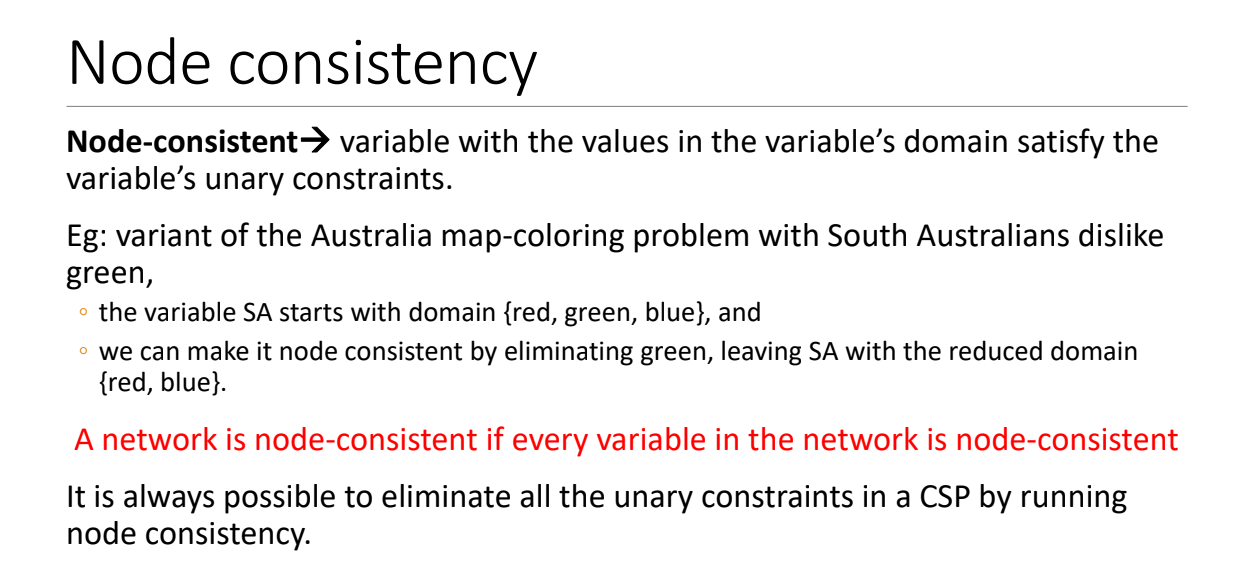 Node consistency
Node-consistent→ variable with the values in the variable’s domain satisfy the
variable’s unary constraints.
Eg: variant of the Australia map-coloring problem with South Australians dislike
green,
◦ the variable SA starts with domain {red, green, blue}, and
◦ we can make it node consistent by eliminating green, leaving SA with the reduced domain
{red, blue}.
A network is node-consistent if every variable in the network is node-consistent
It is always possible to eliminate all the unary constraints in a CSP by running
node consistency.